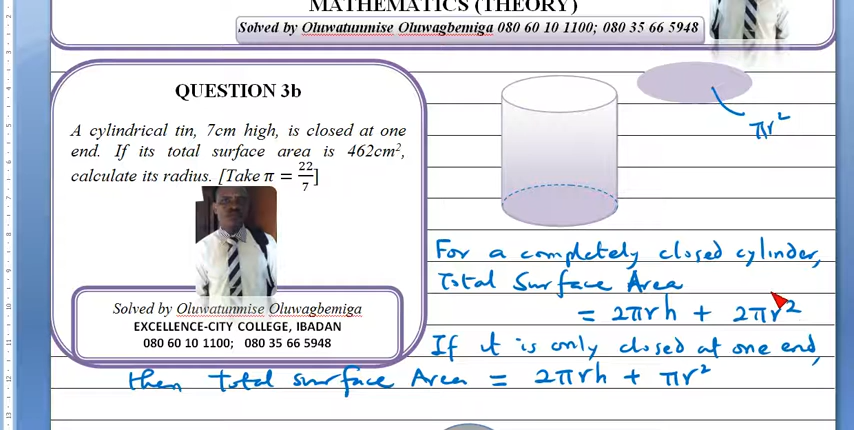 MATHEMATICS (THEORY)
Solved by Oluwatunmise Oluwagbemiga 080 60 10 1100; 080 35 66 5948
QUESTION 3b
A cylindrical tin, 7cm high, is closed at one
end. If its total surface area is 462cm², 
calculate its radius. [Take π = 22/7]
Solved by Oluwatunmise Oluwagbemiga
EXCELLENCE-CITY COLLEGE, IBADAN
080 60 10 1100; 080 35 66 5948
πr²
For a completely closed cylinder,
Total Surface Area
= 2πrh + 2πr²
If it is only closed at one end,
then total surface Area = 2πrh + πr²